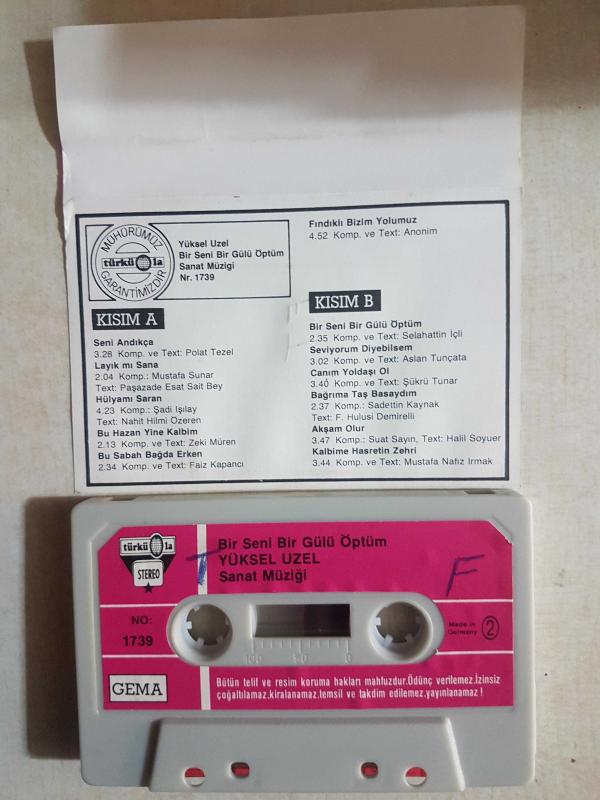 MÜHÜRÜMÜZ
türkü la
GARANTİMİZDİR
Yüksel Uzel
Bir Seni Bir Gülü Öptüm
Sanat Müzigi
Nr. 1739
KISIM A
Seni Andıkça
3.28 Komp. ve Text: Polat Tezel
Layık mı Sana
2.04 Komp.: Mustafa Sunar
Text: Paşazade Esat Sait Bey
Hülyamı Saran
4.23 Komp.: Şadi Işılay
Text: Nahit Hilmi Özeren
Bu Hazan Yine Kalbim
2.13 Komp. ve Text: Zeki Müren
Bu Sabah Bağda Erken
2.34 Komp. ve Text: Faiz Kapancı
Fındıklı Bizim Yolumuz
4.52 Komp. ve Text: Anonim
KISIM B
Bir Seni Bir Gülü Öptüm
2.35 Komp. ve Text: Selahattin İçli
Seviyorum Diyebilsem
3.02 Komp. ve Text: Aslan Tunçata
Canım Yoldaşı Ol
3.40 Komp. ve Text: Şükrü Tunar
Bağrıma Taş Basaydım
2.37 Komp.: Sadettin Kaynak
Text: F. Hulusi Demirelli
Akşam Olur
3.47 Komp.: Suat Sayın, Text: Halil Soyuer
Kalbime Hasretin Zehri
3.44 Komp. ve Text: Mustafa Nafız Irmak
türkü la
STEREO
T
Bir Seni Bir Gülü Öptüm
YÜKSEL UZEL
Sanat Müziği
F
NO:
1739
100 50 0
Made in
Germany
2
GEMA
Bütün telif ve resim koruma hakları mahfuzdur.Ödünç verilemez.İzinsiz
çoğaltılamaz,kiralanamaz,temsil ve takdim edilemez,yayınlanamaz!